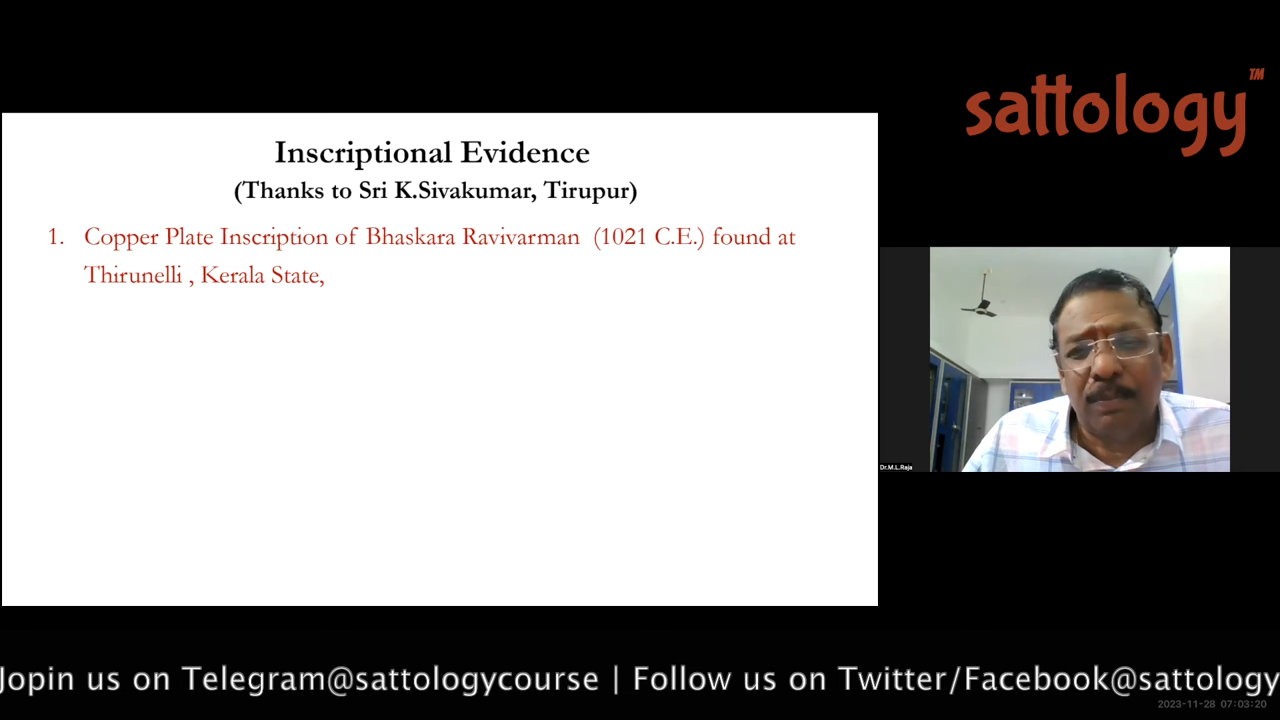 sattology™
Inscriptional Evidence
(Thanks to Sri K.Sivakumar, Tirupur)
1. Copper Plate Inscription of Bhaskara Ravivarman (1021 C.E.) found at
Thirunelli , Kerala State,
Dr.M.L.Raja
Jopin us on Telegram@sattologycourse | Follow us on Twitter/Facebook@sattology
2023-11-28 07:03:20